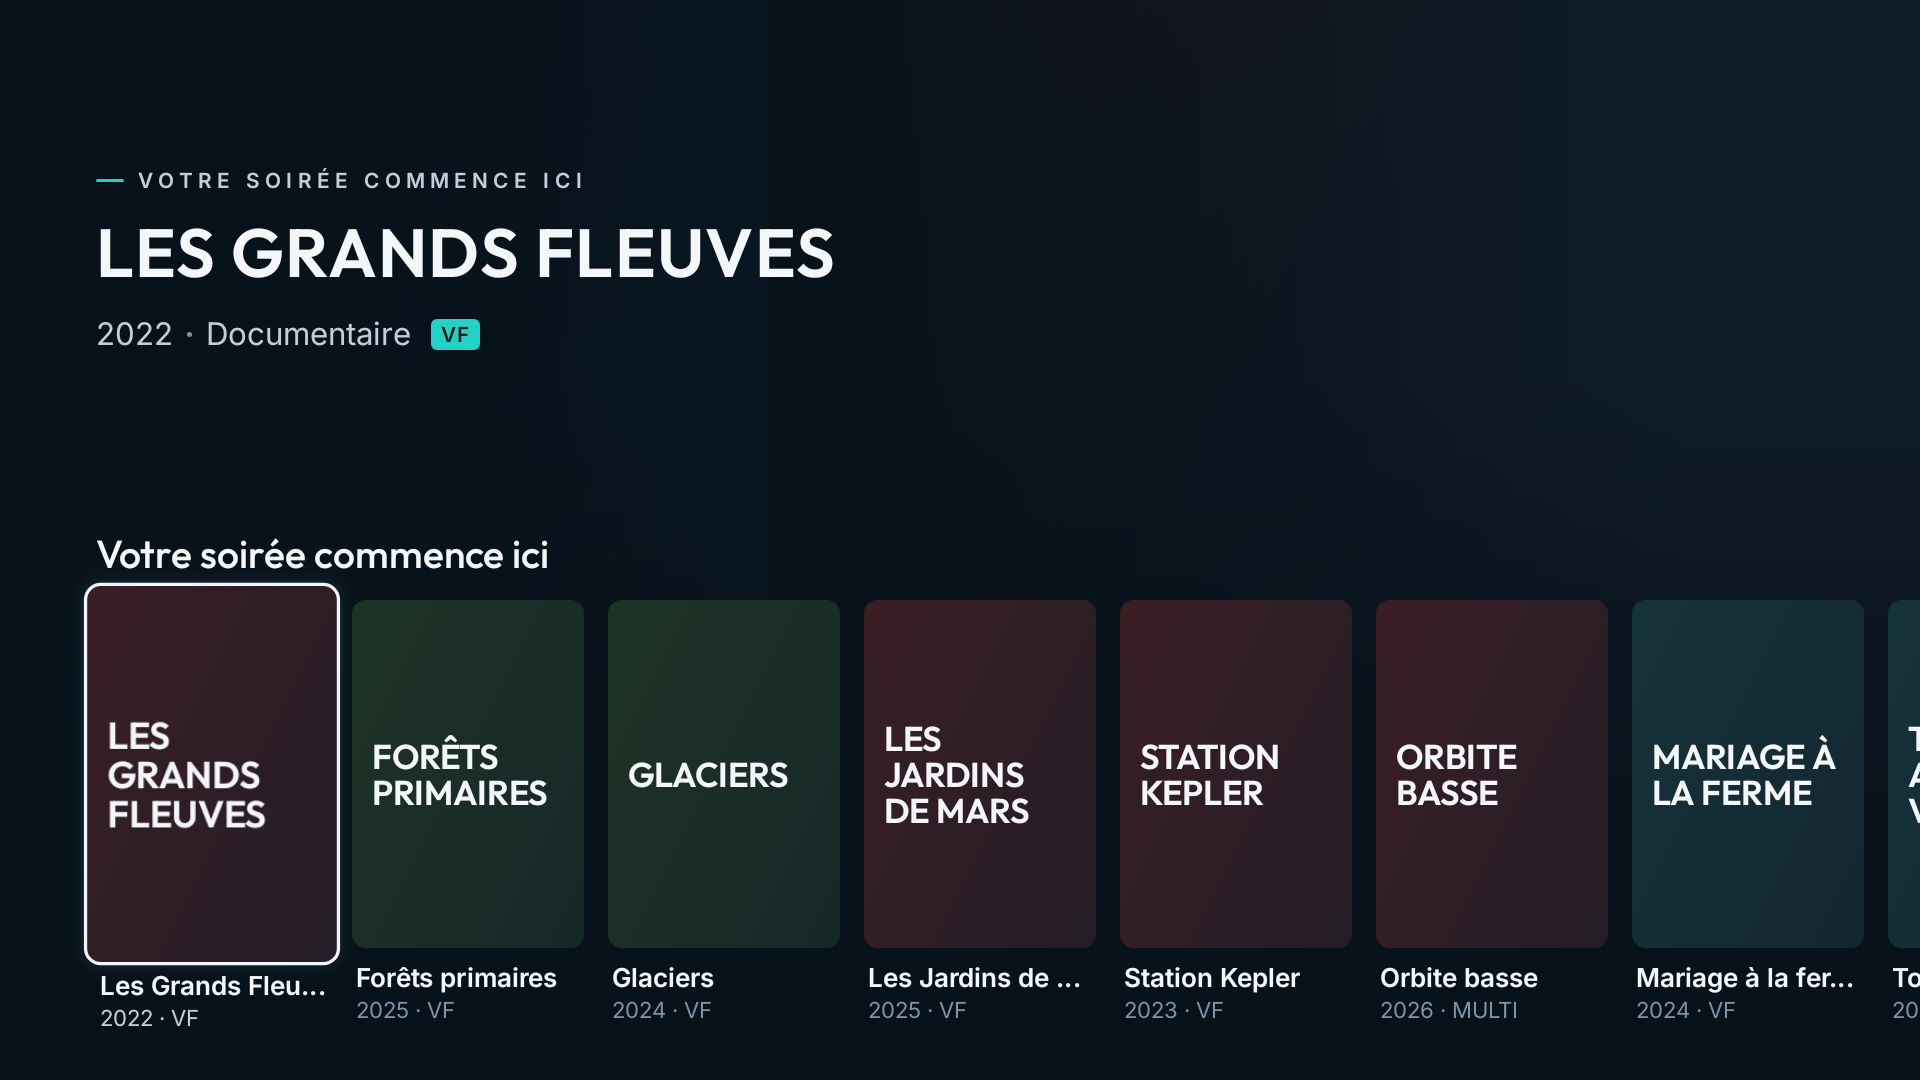 VOTRE SOIRÉE COMMENCE ICI
LES GRANDS FLEUVES
2022 · Documentaire VF
Votre soirée commence ici
LES
GRANDS
FLEUVES
FORÊTS
PRIMAIRES
GLACIERS
LES
JARDINS
DE MARS
STATION
KEPLER
ORBITE
BASSE
MARIAGE À
LA FERME
Les Grands Fleu...
2022 · VF
Forêts primaires
2025 · VF
Glaciers
2024 · VF
Les Jardins de ...
2025 · VF
Station Kepler
2023 · VF
Orbite basse
2026 · MULTI
Mariage à la fer...
2024 · VF